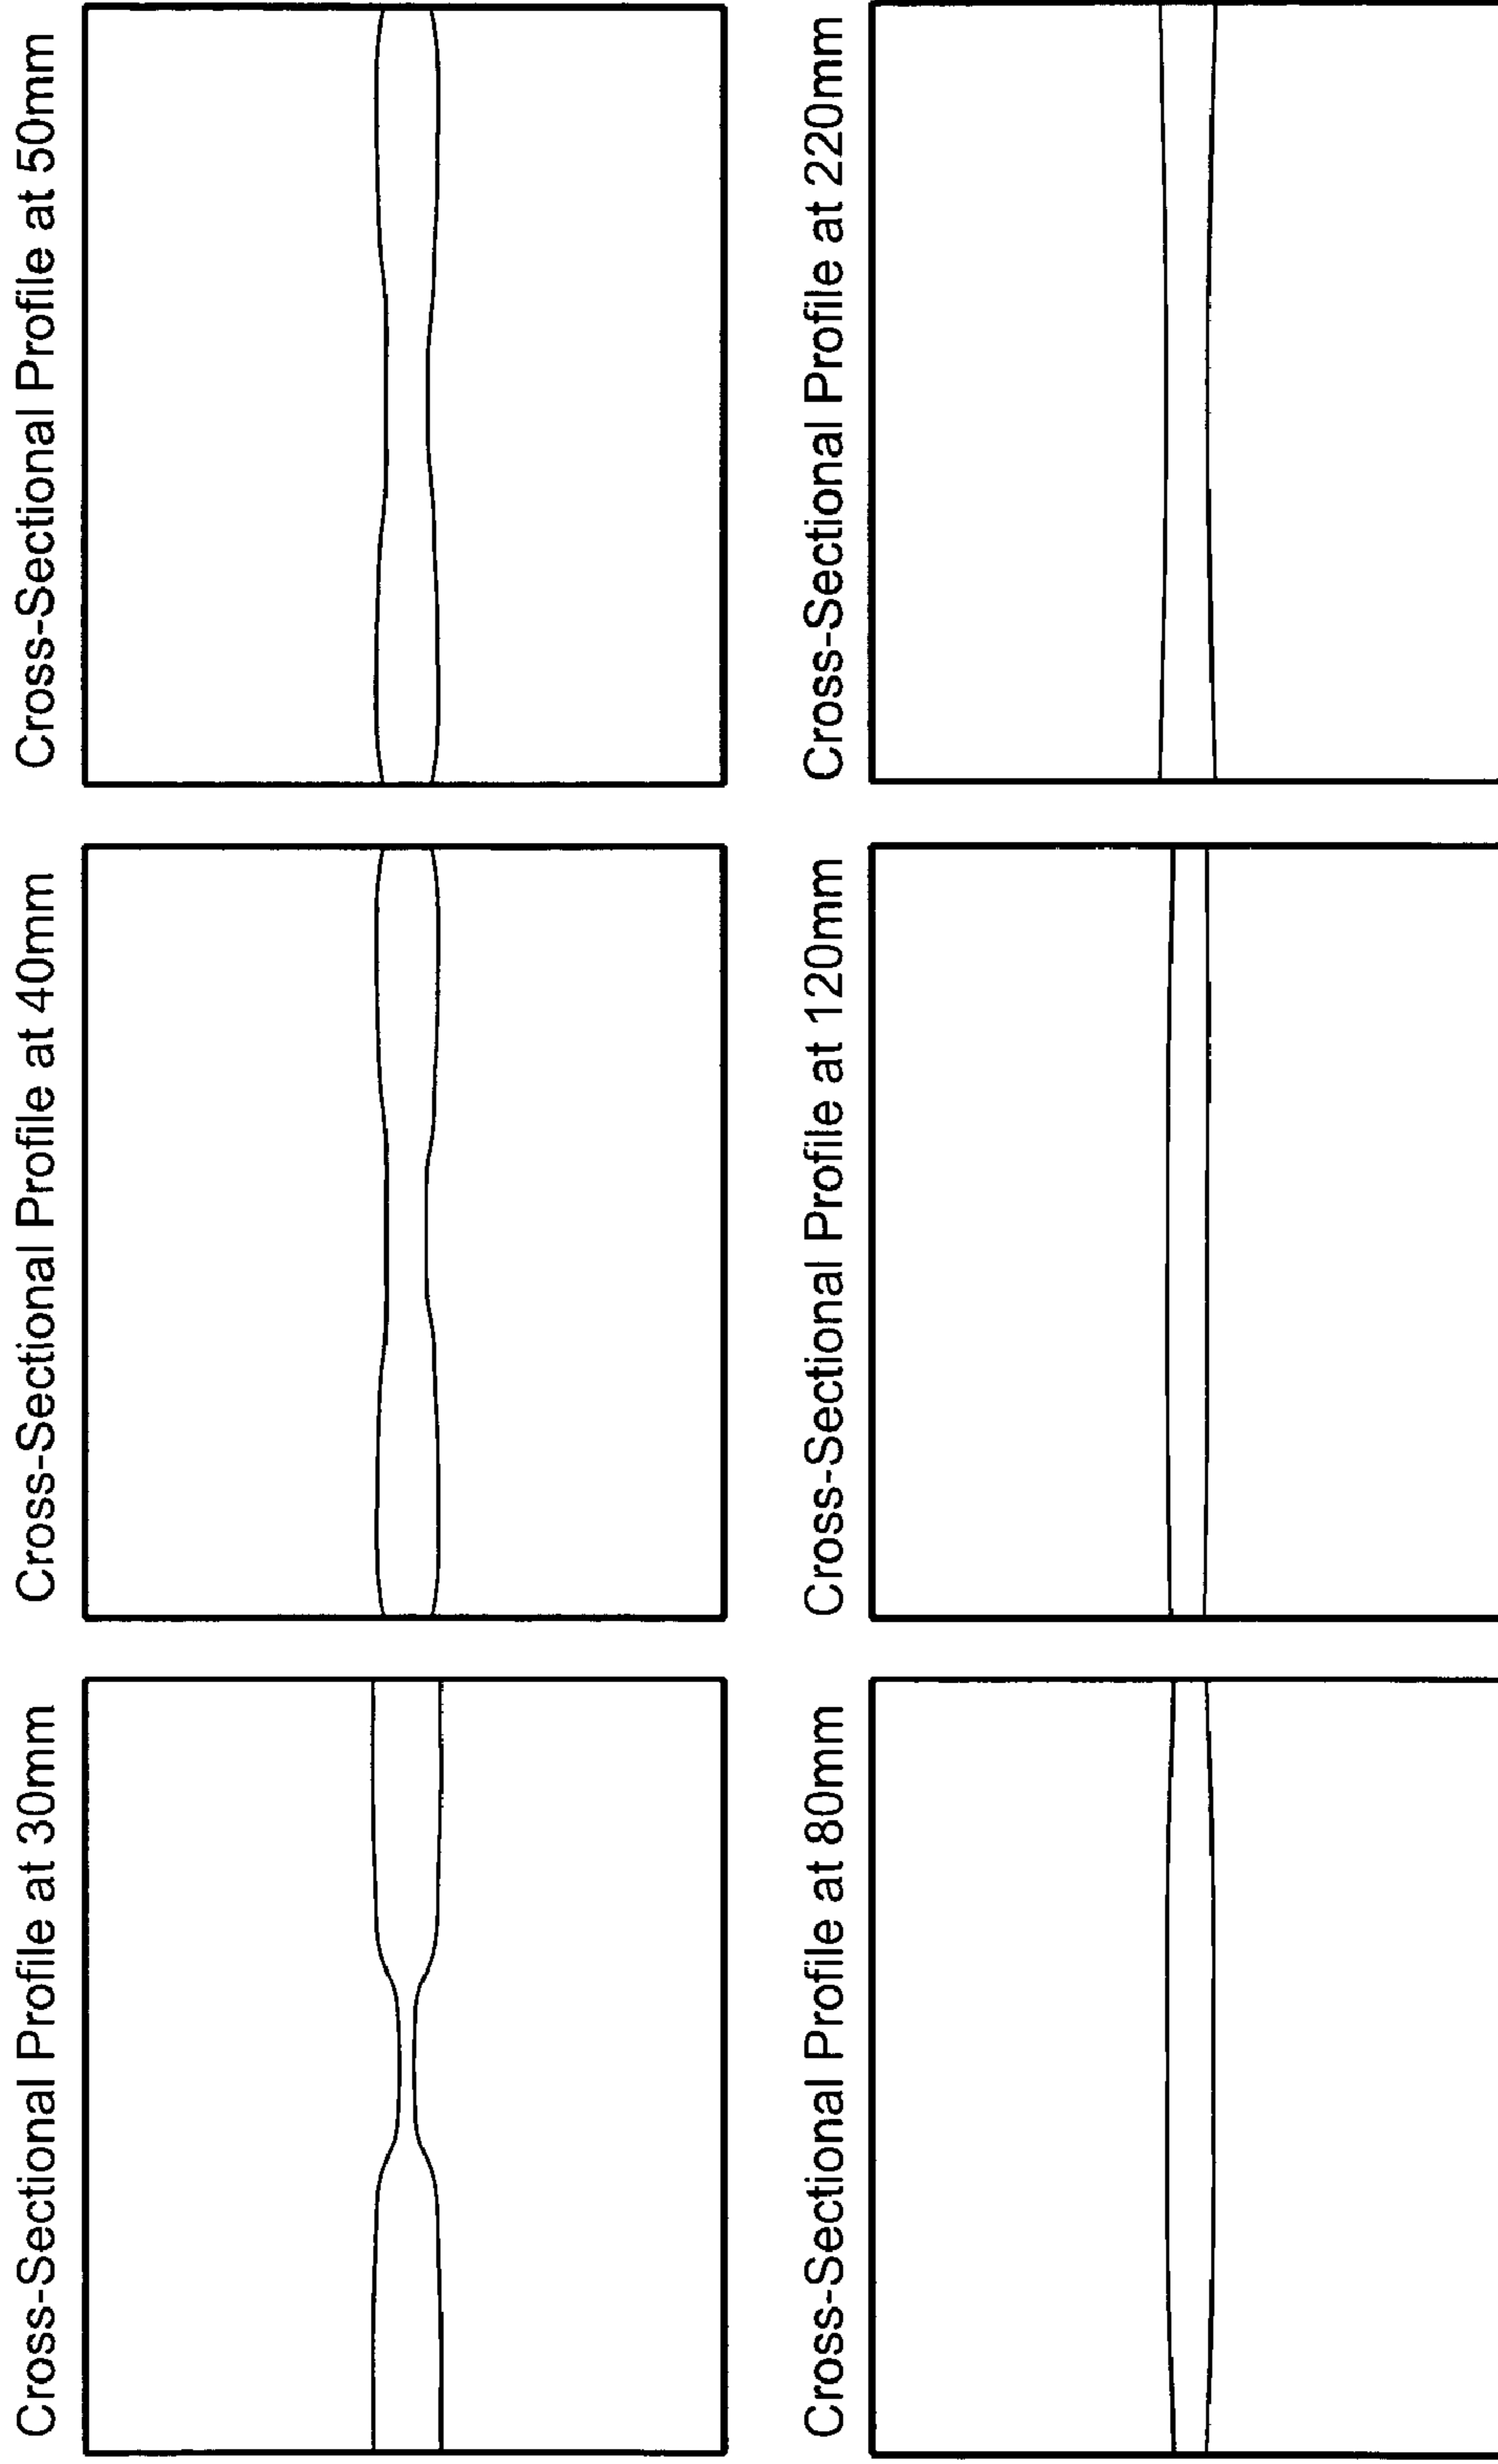 Cross-Sectional Profile at 30mm
Cross-Sectional Profile at 40mm
Cross-Sectional Profile at 50mm
Cross-Sectional Profile at 80mm
Cross-Sectional Profile at 120mm
Cross-Sectional Profile at 220mm